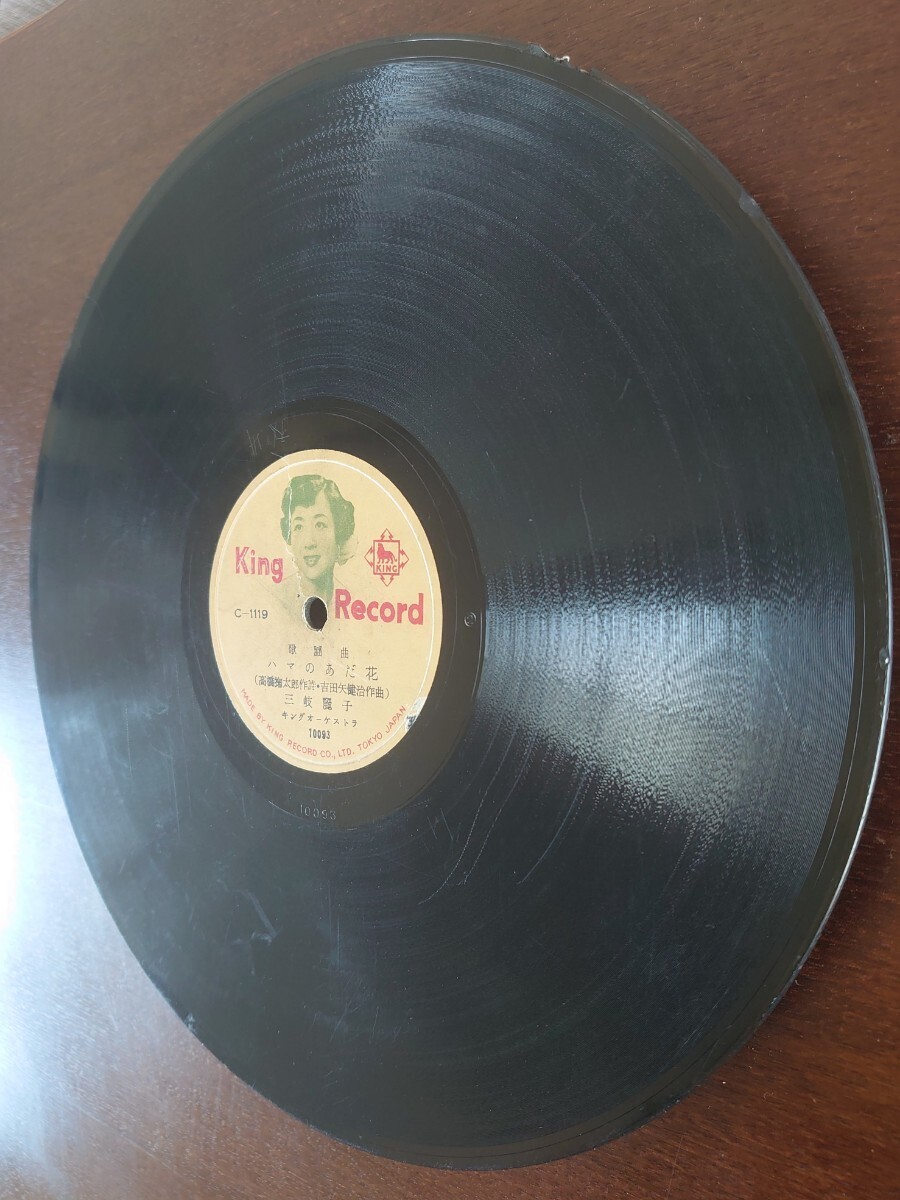 King
KING
Record
C-1119
歌謡曲
ハマのあだ花
(高橋掬太郎作詩・吉田矢健治作曲)
三岐麗子
キングオーケストラ
10093
MADE BY KING RECORD CO., LTD. TOKYO JAPAN
10093